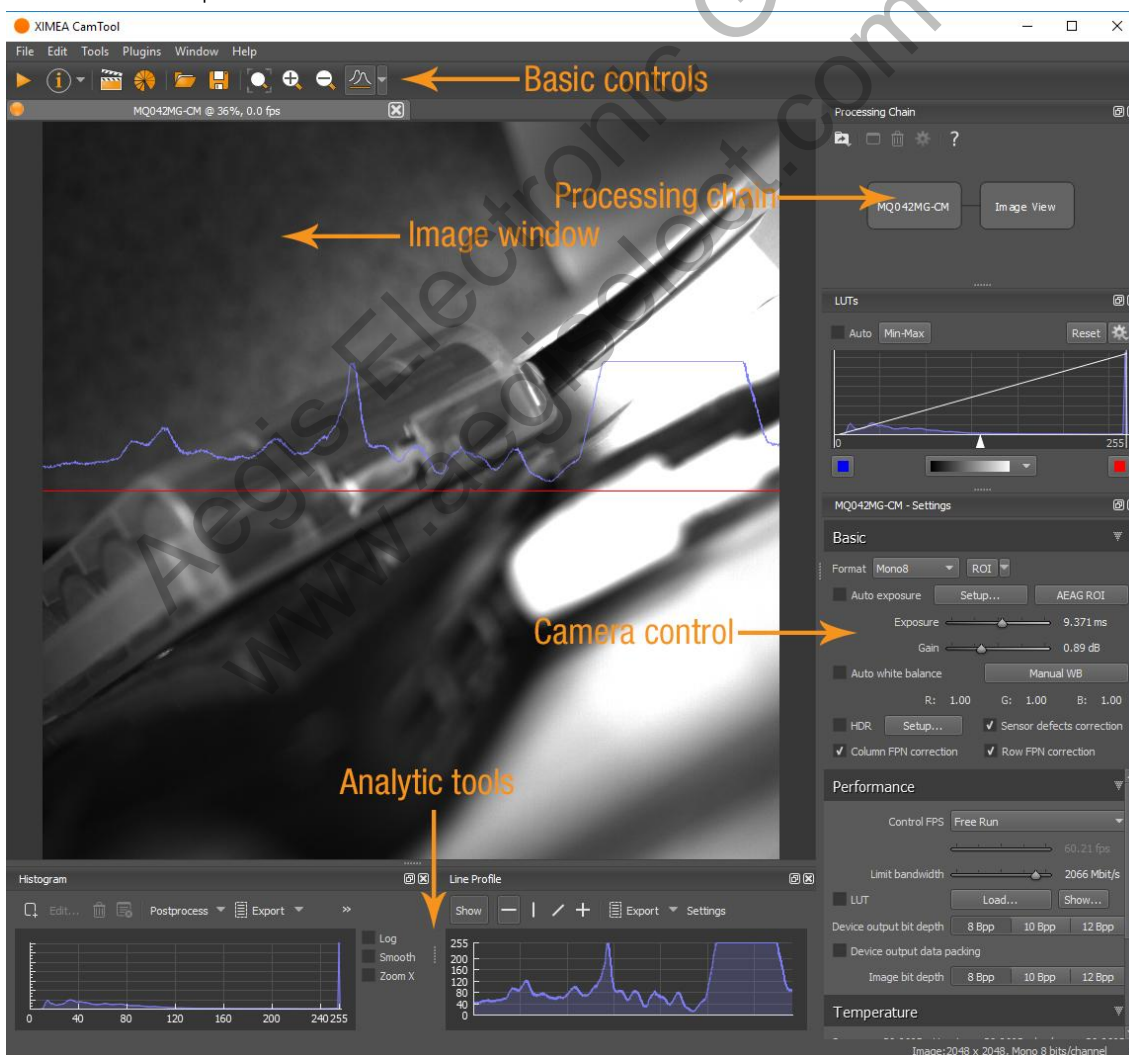 XIMEA CamTool
File Edit Tools Plugins Window Help
Basic controls
MQ042MG-CM @ 36%, 0.0 fps
Processing Chain
?
Processing chain
MQ042MG-CM
Image View
Image window
LUTs
Auto Min-Max Reset
0 255
MQ042MG-CM - Settings
Basic
Format Mono8 ROI
Auto exposure Setup... AEAG ROI
Exposure 9.371 ms
Camera control
Gain 0.89 dB
Auto white balance Manual WB
R: 1.00 G: 1.00 B: 1.00
HDR Setup... Sensor defects correction
Column FPN correction Row FPN correction
Analytic tools
Performance
Control FPS Free Run
60.21 fps
Limit bandwidth 2066 Mbit/s
LUT Load... Show...
Device output bit depth 8 Bpp 10 Bpp 12 Bpp
Device output data packing
Image bit depth 8 Bpp 10 Bpp 12 Bpp
Temperature
Histogram
Edit... Postprocess Export »
Log
Smooth
Zoom X
0 40 80 120 160 200 240 255
Line Profile
Show Export Settings
255
200
160
120
80
40
0
Image:2048 x 2048, Mono 8 bits/channel
Aegis Electronic G
www.aegiselect.com